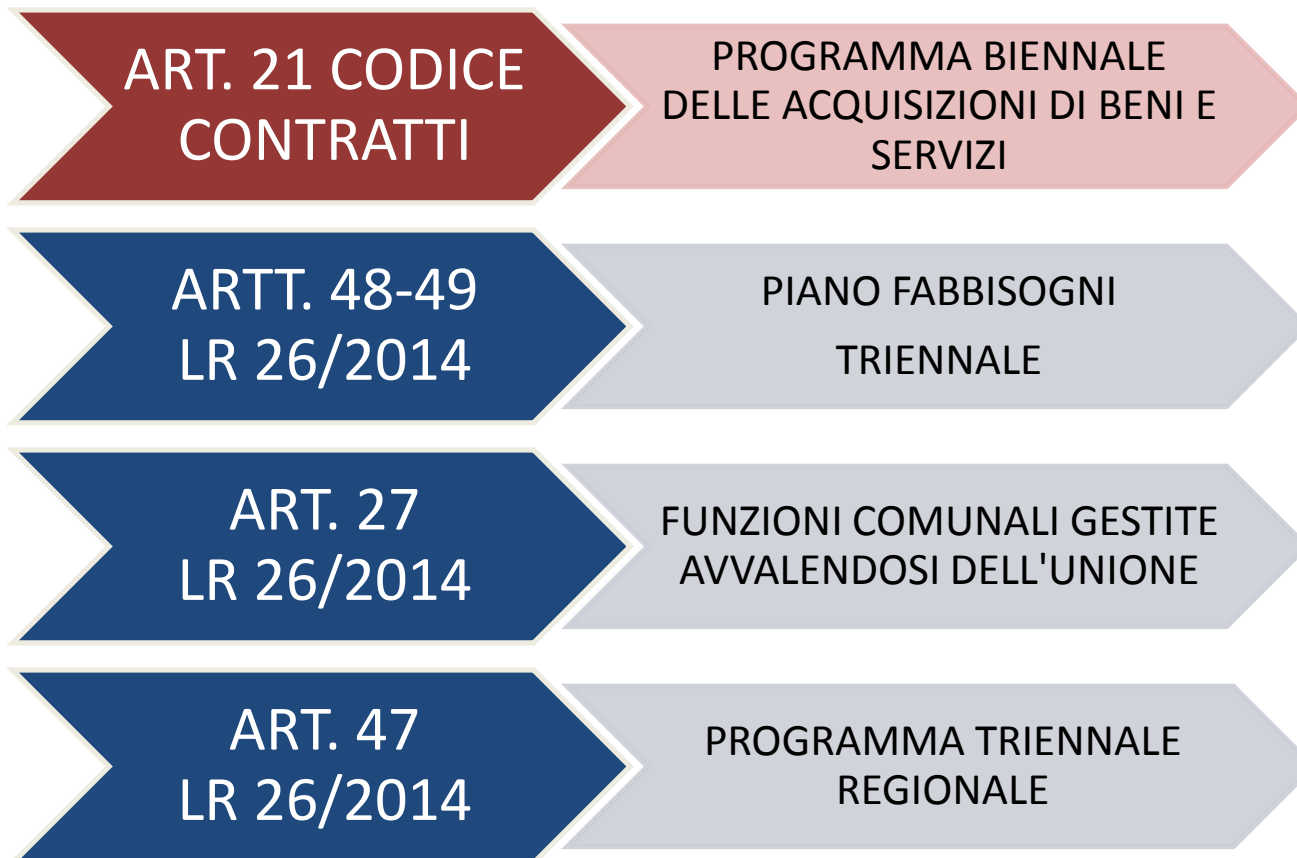 ART. 21 CODICE
CONTRATTI
PROGRAMMA BIENNALE
DELLE ACQUISIZIONI DI BENI E
SERVIZI
ARTT. 48-49
LR 26/2014
PIANO FABBISOGNI
TRIENNALE
ART. 27
LR 26/2014
FUNZIONI COMUNALI GESTITE
AVVALENDOSI DELL'UNIONE
ART. 47
LR 26/2014
PROGRAMMA TRIENNALE
REGIONALE